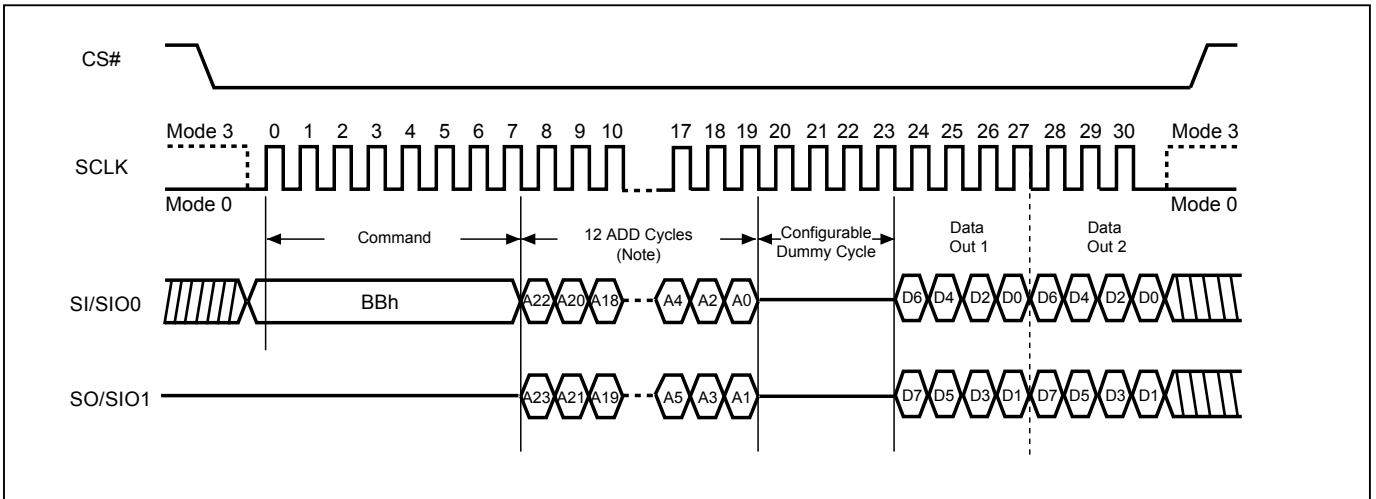 CS#
Mode 3 0 1 2 3 4 5 6 7 8 9 10 17 18 19 20 21 22 23 24 25 26 27 28 29 30 Mode 3
SCLK
Mode 0 Mode 0
Command 12 ADD Cycles (Note) Configurable Dummy Cycle Data Out 1 Data Out 2
SI/SIO0 BBh A22 A20 A18 A4 A2 A0 D6 D4 D2 D0 D6 D4 D2 D0
SO/SIO1 A23 A21 A19 A5 A3 A1 D7 D5 D3 D1 D7 D5 D3 D1